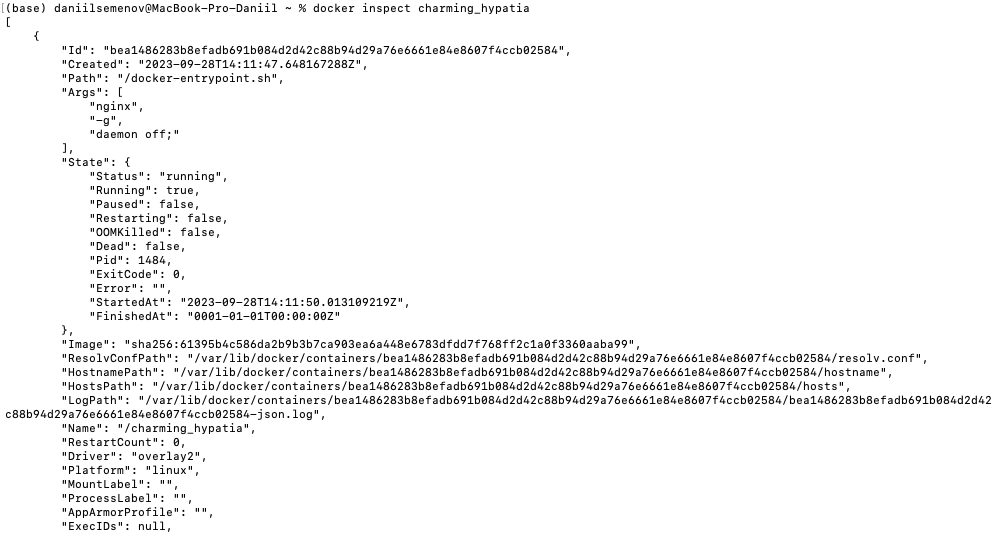 (base) daniilsemenov@MacBook-Pro-Daniil ~ % docker inspect charming_hypatia
[
    {
        "Id": "bea1486283b8efadb691b084d2d42c88b94d29a76e6661e84e8607f4ccb02584",
        "Created": "2023-09-28T14:11:47.648167288Z",
        "Path": "/docker-entrypoint.sh",
        "Args": [
            "nginx",
            "-g",
            "daemon off;"
        ],
        "State": {
            "Status": "running",
            "Running": true,
            "Paused": false,
            "Restarting": false,
            "OOMKilled": false,
            "Dead": false,
            "Pid": 1484,
            "ExitCode": 0,
            "Error": "",
            "StartedAt": "2023-09-28T14:11:50.013109219Z",
            "FinishedAt": "0001-01-01T00:00:00Z"
        },
        "Image": "sha256:61395b4c586da2b9b3b7ca903ea6a448e6783dfdd7f768ff2c1a0f3360aaba99",
        "ResolvConfPath": "/var/lib/docker/containers/bea1486283b8efadb691b084d2d42c88b94d29a76e6661e84e8607f4ccb02584/resolv.conf",
        "HostnamePath": "/var/lib/docker/containers/bea1486283b8efadb691b084d2d42c88b94d29a76e6661e84e8607f4ccb02584/hostname",
        "HostsPath": "/var/lib/docker/containers/bea1486283b8efadb691b084d2d42c88b94d29a76e6661e84e8607f4ccb02584/hosts",
        "LogPath": "/var/lib/docker/containers/bea1486283b8efadb691b084d2d42c88b94d29a76e6661e84e8607f4ccb02584/bea1486283b8efadb691b084d2d42
c88b94d29a76e6661e84e8607f4ccb02584-json.log",
        "Name": "/charming_hypatia",
        "RestartCount": 0,
        "Driver": "overlay2",
        "Platform": "linux",
        "MountLabel": "",
        "ProcessLabel": "",
        "AppArmorProfile": "",
        "ExecIDs": null,